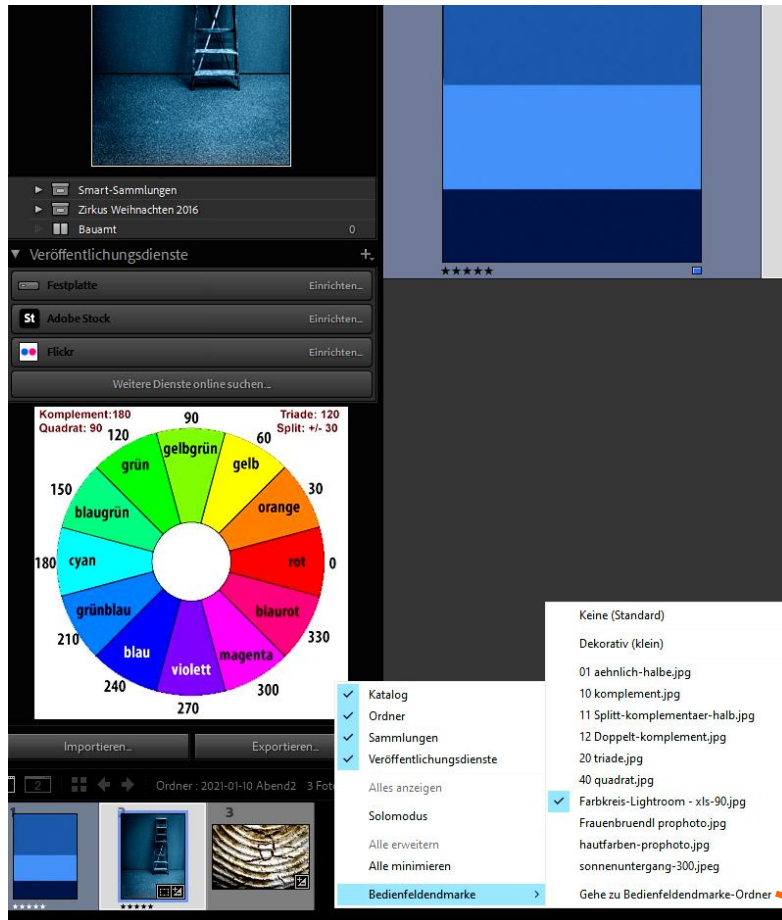 Smart-Sammlungen
Zirkus Weihnachten 2016
Bauamt 0
Veröffentlichungsdienste +
Festplatte Einrichten...
St Adobe Stock Einrichten...
Flickr Einrichten...
Weitere Dienste online suchen...
★★★★★
Komplement:180
Quadrat: 90
Triade: 120
Split: +/- 30
90
120
60
gelbgrün
grün
gelb
150
30
blaugrün
orange
180
cyan
rot
0
grünblau
blaurot
210
330
blau
violett
magenta
240
300
270
Importieren...
Exportieren...
2
Ordner : 2021-01-10 Abend2 3 Fot
1
2
3
★★★★★
★★★★★
Katalog
Ordner
Sammlungen
Veröffentlichungsdienste
Alles anzeigen
Solomodus
Alle erweitern
Alle minimieren
Bedienfeldendmarke
Keine (Standard)
Dekorativ (klein)
01 aehnlich-halbe.jpg
10 komplement.jpg
11 Splitt-komplementaer-halb.jpg
12 Doppelt-komplement.jpg
20 triade.jpg
40 quadrat.jpg
Farbkreis-Lightroom - xls-90.jpg
Frauenbruendl prophoto.jpg
hautfarben-prophoto.jpg
sonnenuntergang-300.jpeg
Gehe zu Bedienfeldendmarke-Ordner